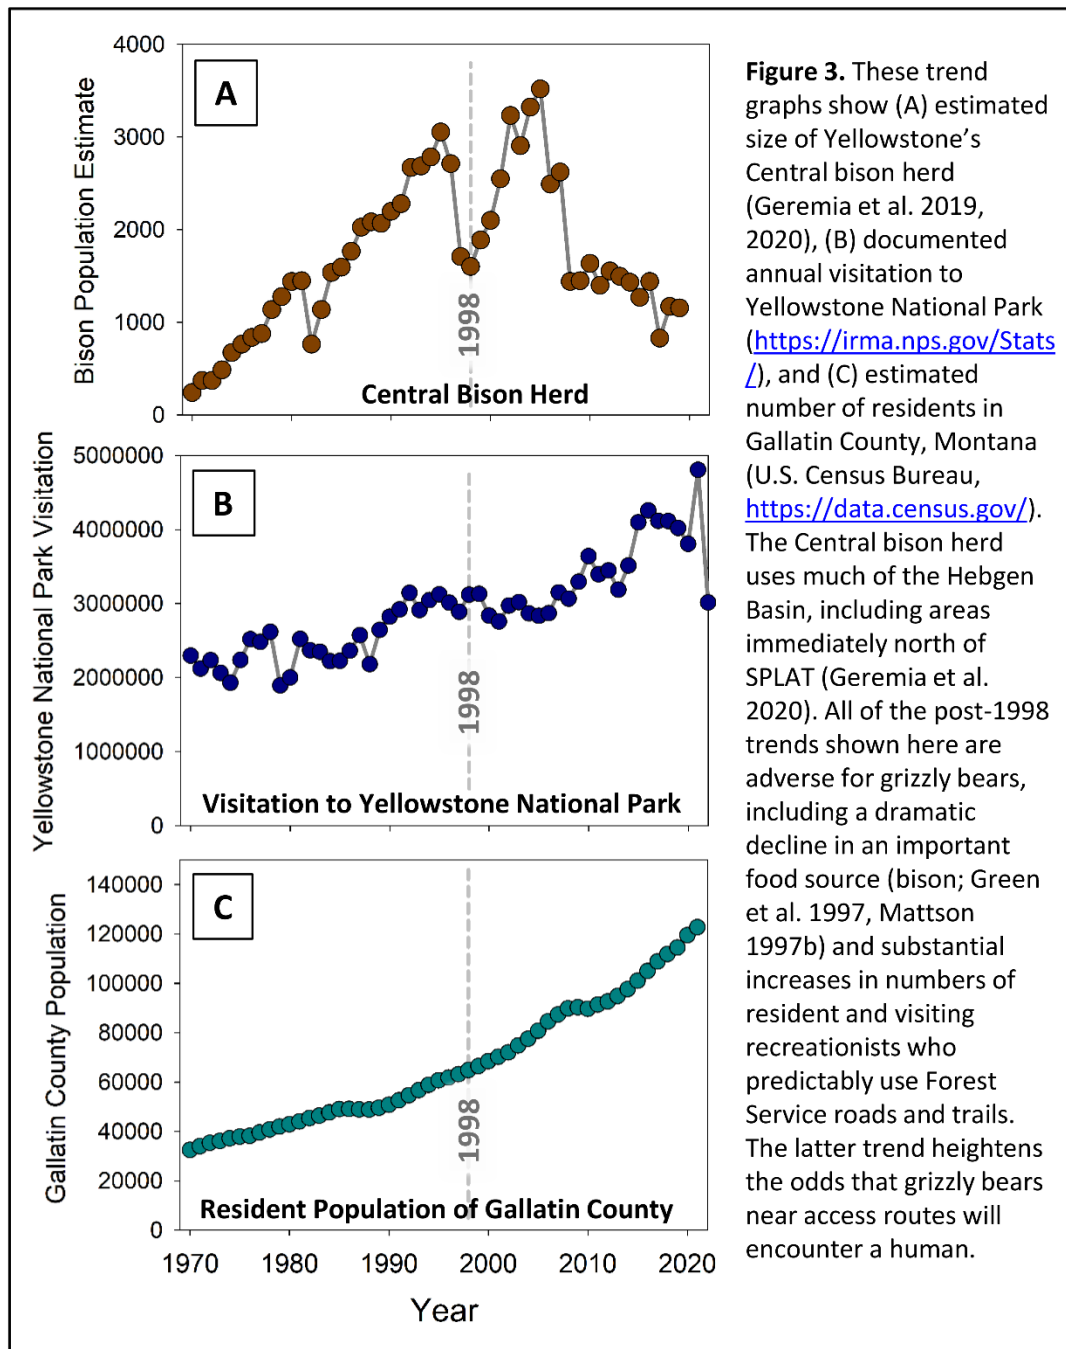 A
Bison Population Estimate
4000
3000
2000
1000
0
1998
Central Bison Herd
B
Yellowstone National Park Visitation
5000000
4000000
3000000
2000000
1000000
0
1998
Visitation to Yellowstone National Park
C
Gallatin County Population
140000
120000
100000
80000
60000
40000
20000
0
1998
Resident Population of Gallatin County
1970 1980 1990 2000 2010 2020
Year
Figure 3. These trend
graphs show (A) estimated
size of Yellowstone’s
Central bison herd
(Geremia et al. 2019,
2020), (B) documented
annual visitation to
Yellowstone National Park
(https://irma.nps.gov/Stats
/), and (C) estimated
number of residents in
Gallatin County, Montana
(U.S. Census Bureau,
https://data.census.gov/).
The Central bison herd
uses much of the Hebgen
Basin, including areas
immediately north of
SPLAT (Geremia et al.
2020). All of the post-1998
trends shown here are
adverse for grizzly bears,
including a dramatic
decline in an important
food source (bison; Green
et al. 1997, Mattson
1997b) and substantial
increases in numbers of
resident and visiting
recreationists who
predictably use Forest
Service roads and trails.
The latter trend heightens
the odds that grizzly bears
near access routes will
encounter a human.